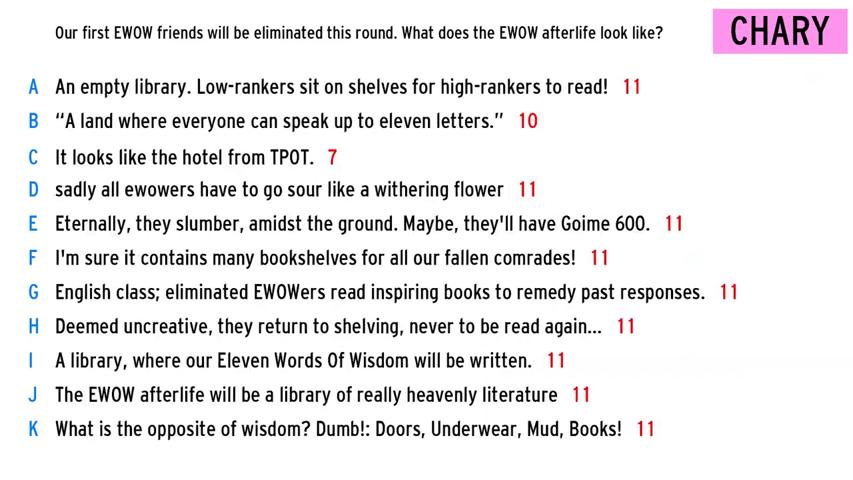 Our first EWOW friends will be eliminated this round. What does the EWOW afterlife look like?
CHARY
A An empty library. Low-rankers sit on shelves for high-rankers to read! 11
B “A land where everyone can speak up to eleven letters.” 10
C It looks like the hotel from TPOT. 7
D sadly all ewowers have to go sour like a withering flower 11
E Eternally, they slumber, amidst the ground. Maybe, they'll have Goime 600. 11
F I'm sure it contains many bookshelves for all our fallen comrades! 11
G English class; eliminated EWOWers read inspiring books to remedy past responses. 11
H Deemed uncreative, they return to shelving, never to be read again... 11
I A library, where our Eleven Words Of Wisdom will be written. 11
J The EWOW afterlife will be a library of really heavenly literature 11
K What is the opposite of wisdom? Dumb!: Doors, Underwear, Mud, Books! 11